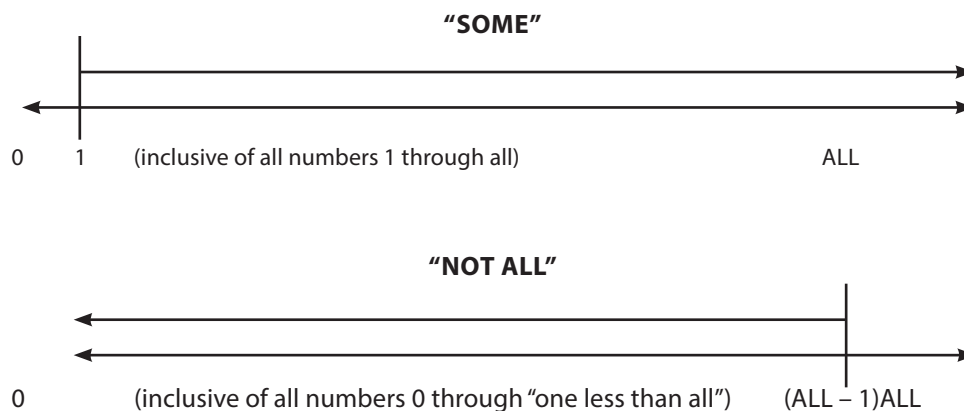 “SOME”
0 1 (inclusive of all numbers 1 through all) ALL
“NOT ALL”
0 (inclusive of all numbers 0 through “one less than all”) (ALL – 1)ALL